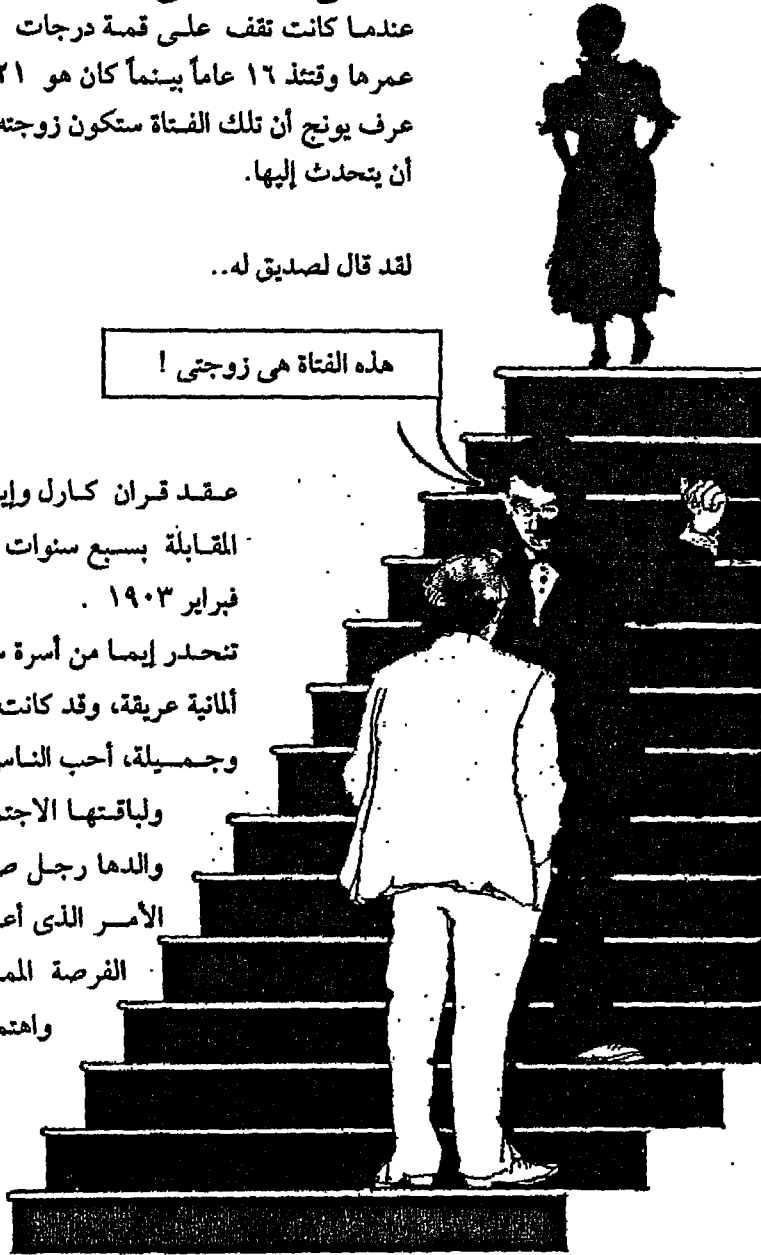 عندما كانت تقف على قمة درجات
عمرها وقتئذ ١٦ عاماً بينماً كان هو ٢١
عرف يونج أن تلك الفتاة ستكون زوجته
أن يتحدث إليها.
لقد قال لصديق له..
هذه الفتاة هى زوجتى !
عقد قران كارل وإي
المقابلة بسبع سنوات
فبراير ١٩٠٣ .
تنحدر إيما من أسرة س
ألمانية عريقة، وقد كانت
وجميلة، أحب الناس
ولباقتها الاجتم
والدها رجل ص
الأمر الذى أعـ
الفرصة المم
واهتم